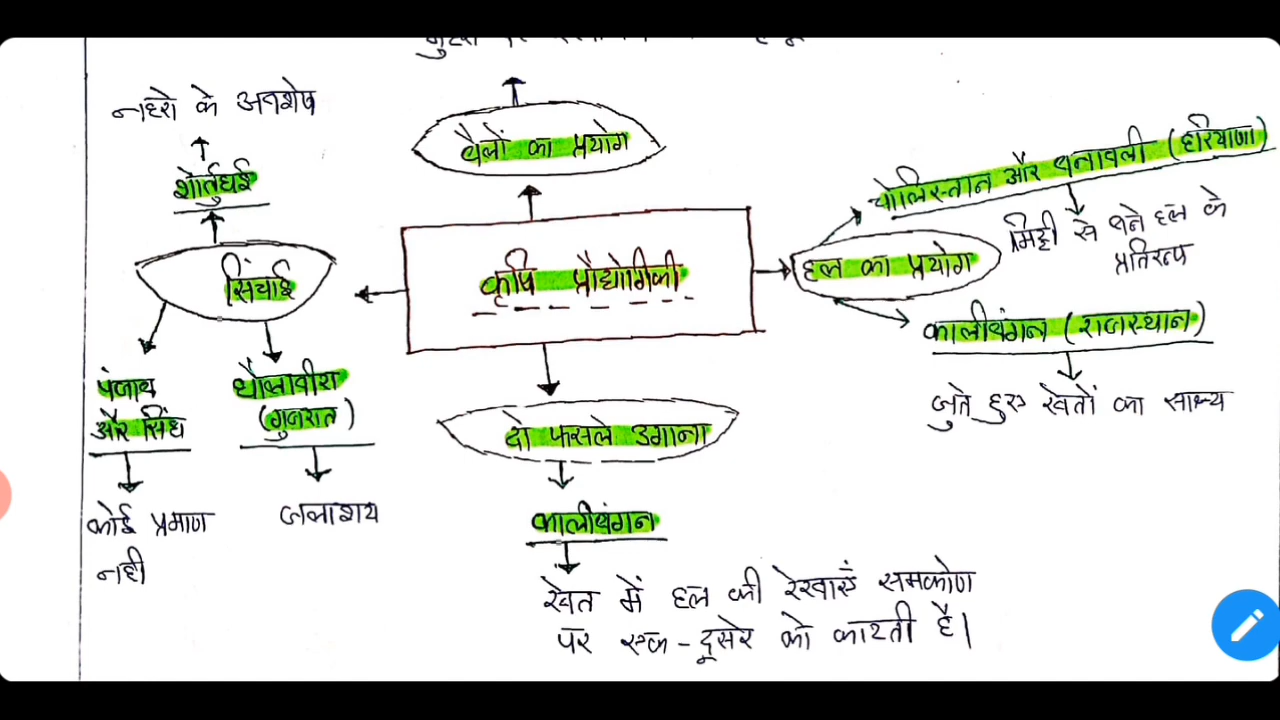 नहरो के अवशेष
बैलों का प्रयोग
शोर्तुघई
चोलिस्तान और बनावली (हरियाणा)
मिट्टी से बने हल के
प्रतिरूप
सिंचाई
कृषि प्रौद्योगिकी
हल का प्रयोग
कालीबंगन (राजस्थान)
जुते हुए खेतों का साक्ष्य
पंजाब
और सिंध
धौलावीरा
(गुजरात)
दो फसले उगाना
कोई प्रमाण
नही
जलाशय
कालीबंगन
खेत में हल की रेखाएँ समकोण
पर एक-दूसरे को काटती है।